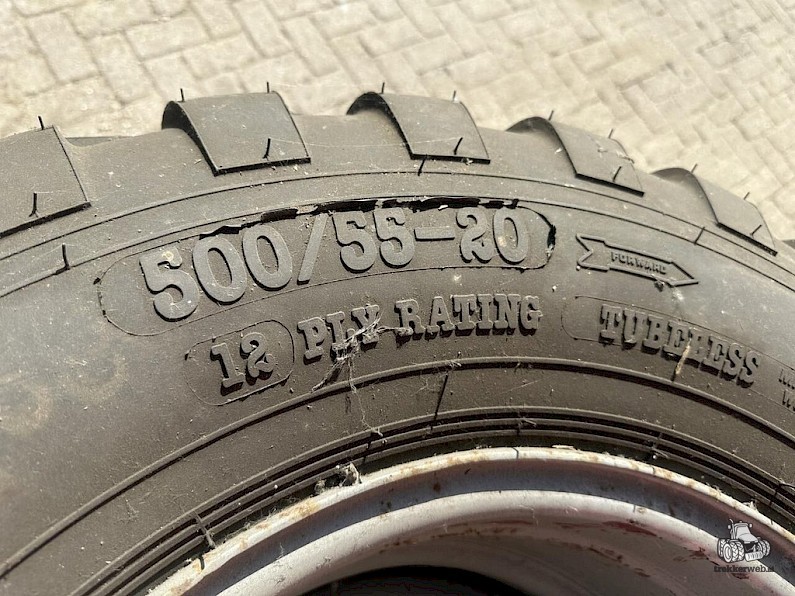 500/55-20
FORWARD
12 PLY RATING
TUBELESS
trekkerweb.nl